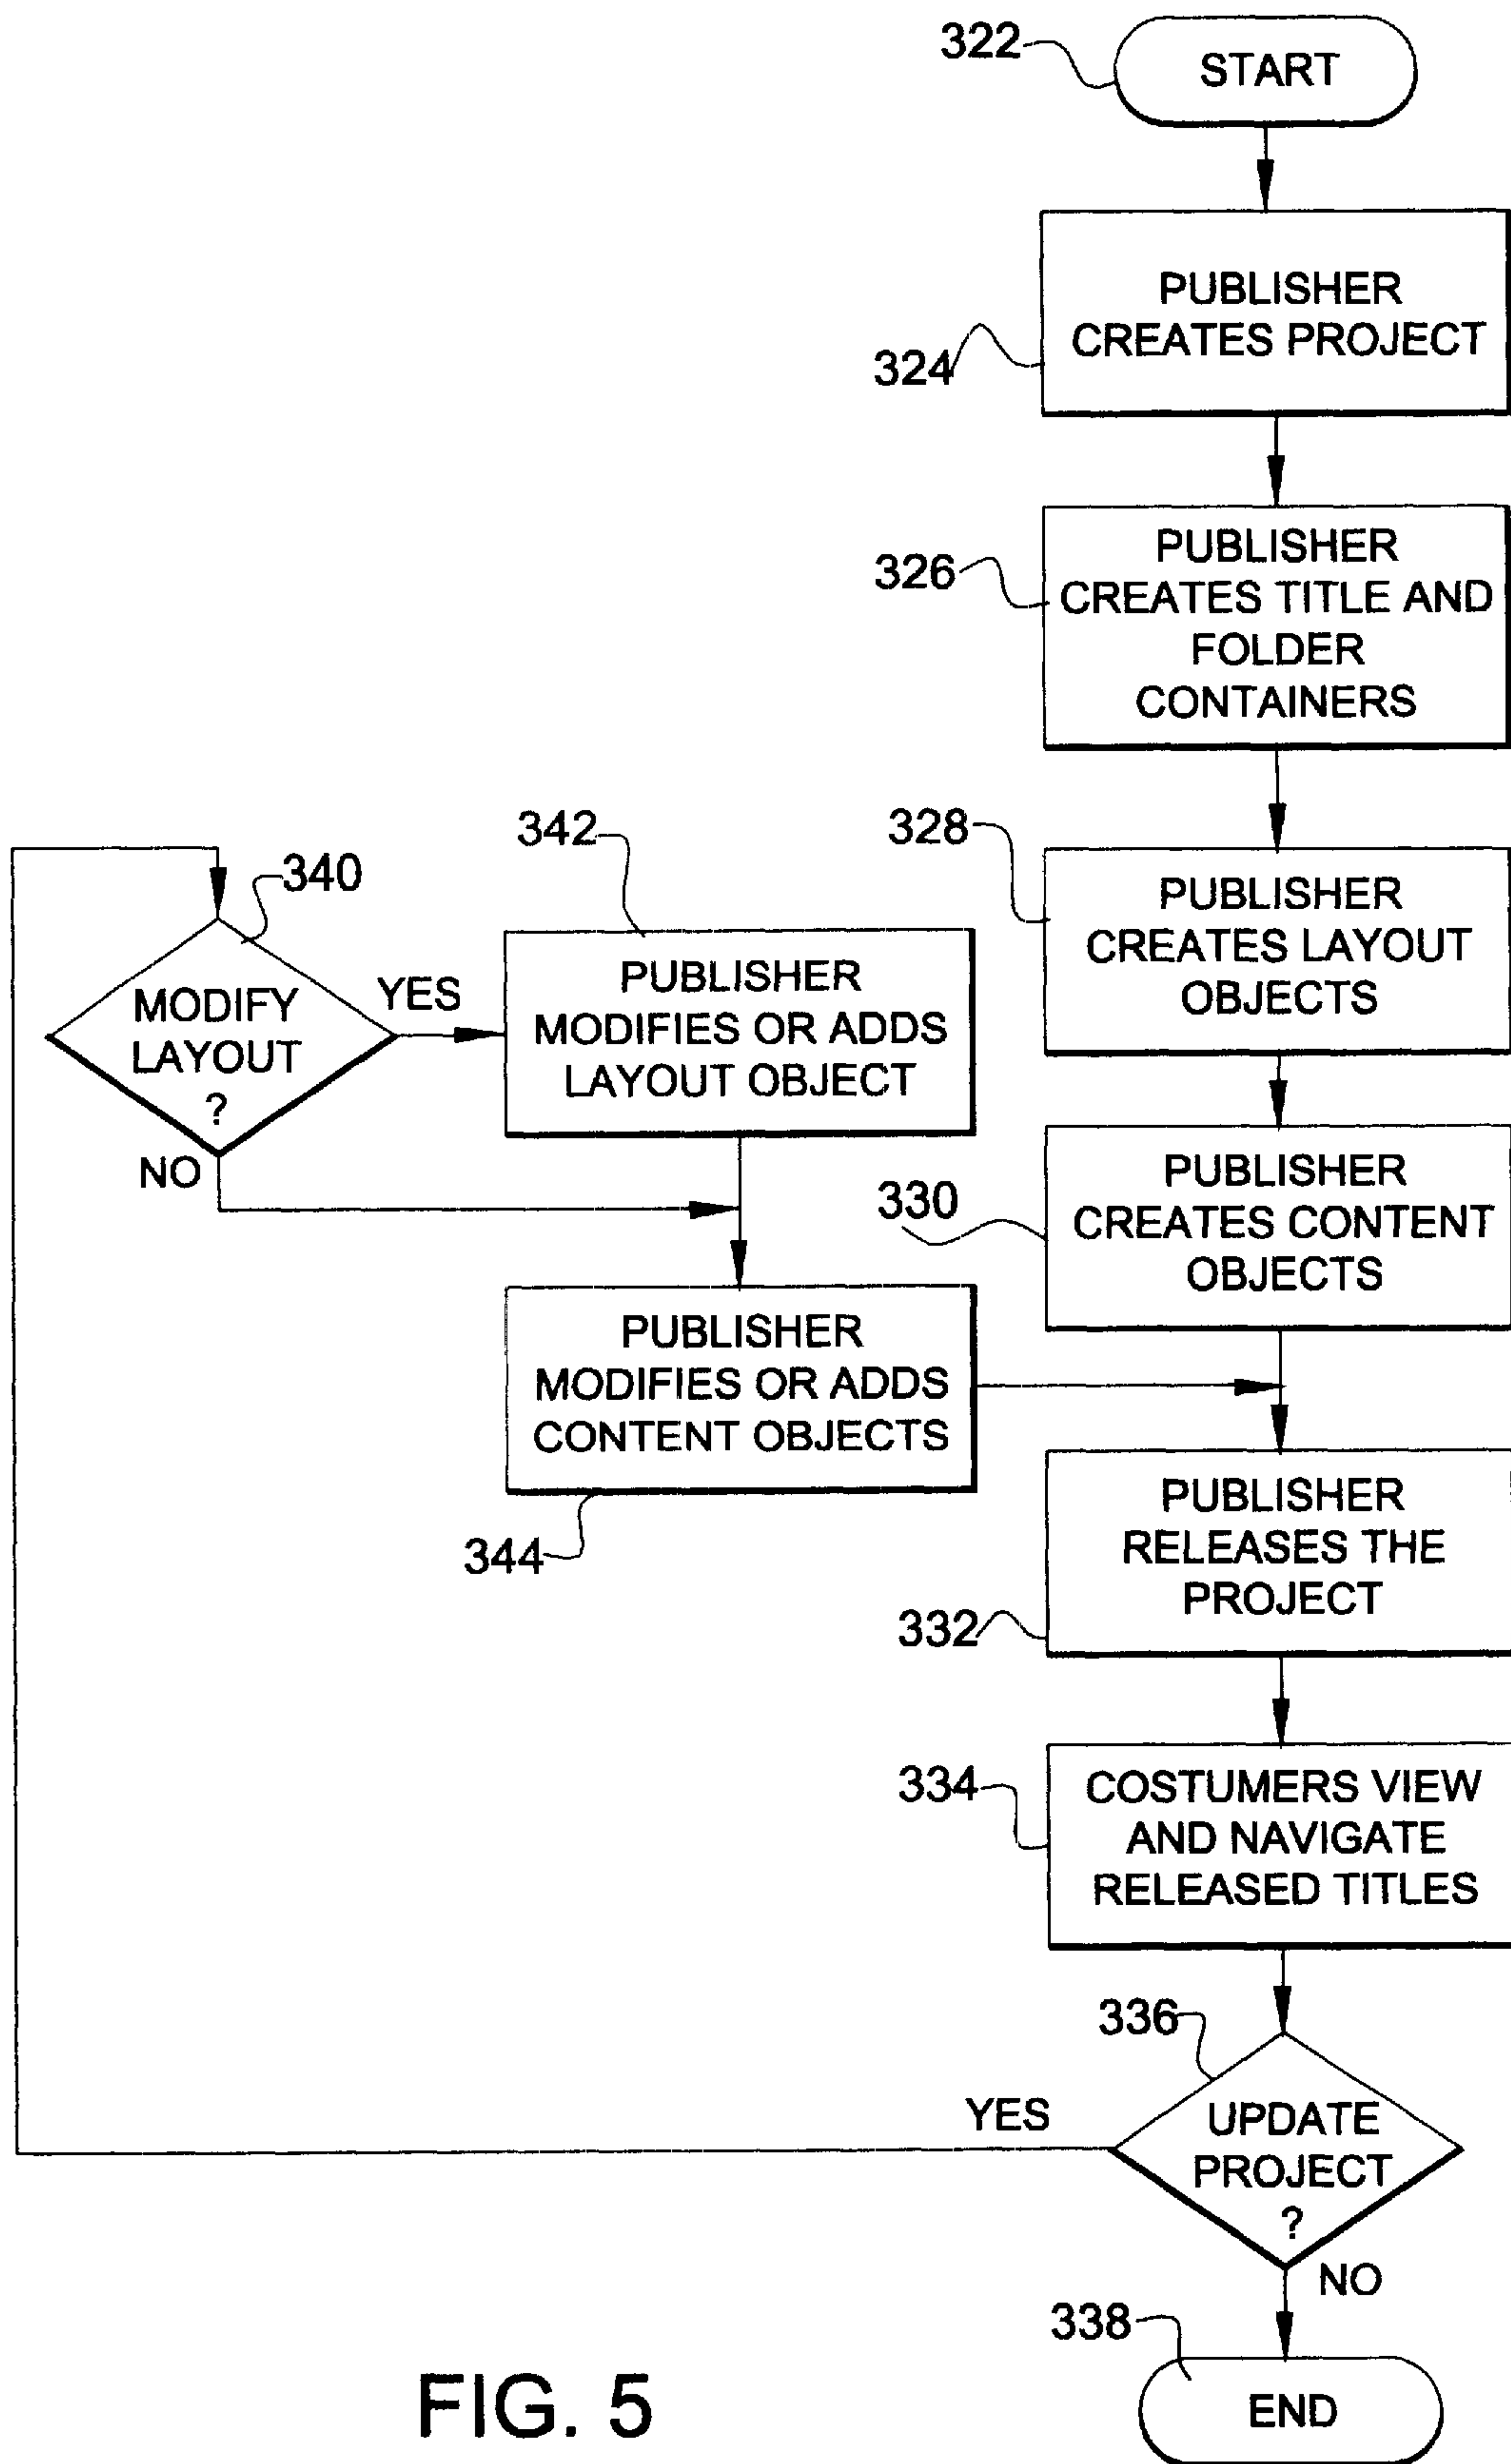 322
START
PUBLISHER
CREATES PROJECT
324
PUBLISHER
CREATES TITLE AND
FOLDER
CONTAINERS
326
328
PUBLISHER
CREATES LAYOUT
OBJECTS
340
MODIFY
LAYOUT
?
YES
NO
342
PUBLISHER
MODIFIES OR ADDS
LAYOUT OBJECT
330
PUBLISHER
CREATES CONTENT
OBJECTS
PUBLISHER
MODIFIES OR ADDS
CONTENT OBJECTS
344
PUBLISHER
RELEASES THE
PROJECT
332
334
COSTUMERS VIEW
AND NAVIGATE
RELEASED TITLES
336
YES
UPDATE
PROJECT
?
NO
338
END
FIG. 5